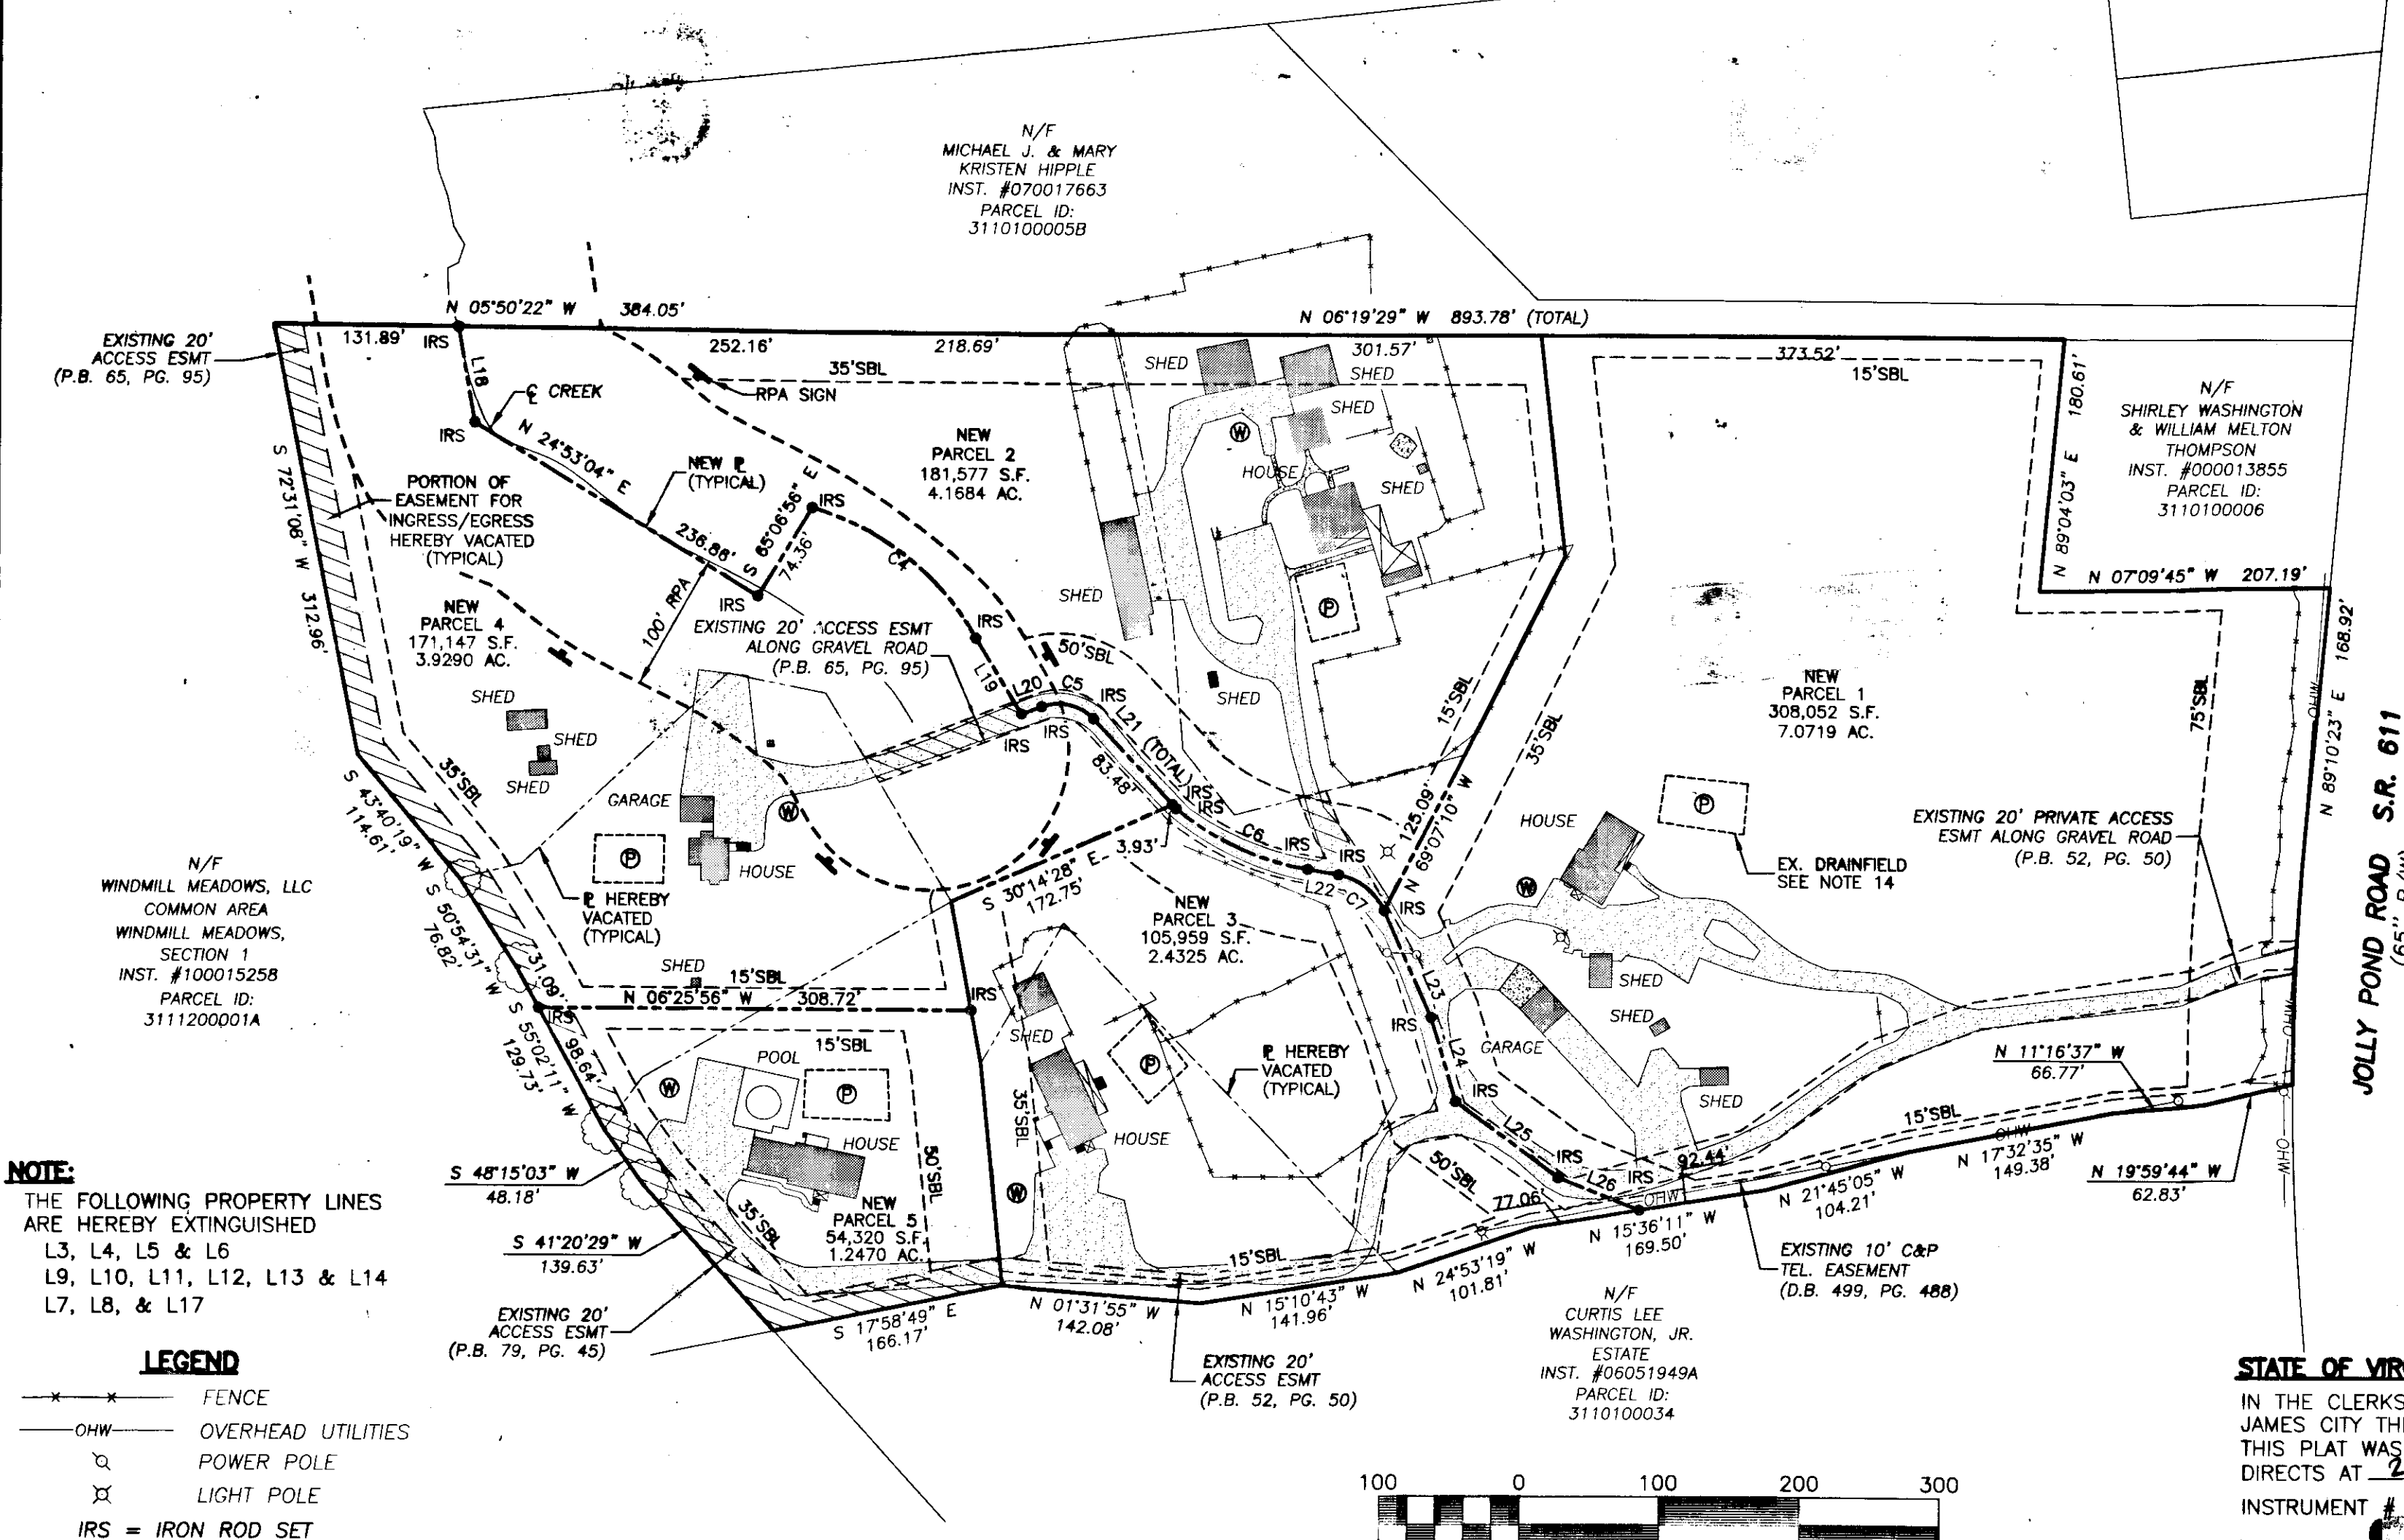 N/F
MICHAEL J. & MARY
KRISTEN HIPPLE
INST. #070017663
PARCEL ID:
3110100005B
N 05°50'22" W 384.05'
N 06°19'29" W 893.78' (TOTAL)
EXISTING 20'
ACCESS ESMT
(P.B. 65, PG. 95)
131.89'
IRS
252.16'
218.69'
301.57'
373.52'
35'SBL
15'SBL
SHED
SHED
SHED
RPA SIGN
L18
℄ CREEK
IRS
N 24°53'04" E
236.88'
NEW ℄
(TYPICAL)
NEW
PARCEL 2
181,577 S.F.
4.1684 AC.
HOUSE
SHED
W
P
N 89°04'03" E 180.61'
N/F
SHIRLEY WASHINGTON
& WILLIAM MELTON
THOMPSON
INST. #000013855
PARCEL ID:
3110100006
N 07°09'45" W 207.19'
S 72°31'08" W 312.96'
PORTION OF
EASEMENT FOR
INGRESS/EGRESS
HEREBY VACATED
(TYPICAL)
S 65°06'56" E
74.36'
IRS
C4
IRS
100' RPA
IRS
EXISTING 20' ACCESS ESMT
ALONG GRAVEL ROAD
(P.B. 65, PG. 95)
NEW
PARCEL 4
171,147 S.F.
3.9290 AC.
SHED
50'SBL
L19
L20
C5
IRS
L21 (TOTAL)
83.48'
IRS
IRS
SHED
15'SBL
35'SBL
NEW
PARCEL 1
308,052 S.F.
7.0719 AC.
75'SBL
N 89°10'23" E 168.92'
OHW
JOLLY POND ROAD S.R. 611
SHED
SHED
SHED
35'SBL
GARAGE
W
P
HOUSE
IRS
IRS
C6
IRS
IRS
L22
C7
IRS
3.93'
125.09'
N 69°07'10" W
HOUSE
P
W
EX. DRAINFIELD
SEE NOTE 14
EXISTING 20' PRIVATE ACCESS
ESMT ALONG GRAVEL ROAD
(P.B. 52, PG. 50)
S 43°40'19" W
114.61'
N/F
WINDMILL MEADOWS, LLC
COMMON AREA
WINDMILL MEADOWS,
SECTION 1
INST. #100015258
PARCEL ID:
3111200001A
S 50°54'31" W
76.82'
31.09'
IRS
℄ HEREBY
VACATED
(TYPICAL)
SHED
15'SBL
N 06°25'56" W 308.72'
IRS
S 30°14'28" E
172.75'
NEW
PARCEL 3
105,959 S.F.
2.4325 AC.
L23
IRS
L24
IRS
SHED
SHED
GARAGE
SHED
S 55°02'11" W
129.73'
98.64'
POOL
15'SBL
W
P
HOUSE
SHED
35'SBL
P
HOUSE
W
℄ HEREBY
VACATED
(TYPICAL)
50'SBL
L25
IRS
L26
IRS
92.44'
OHW
15'SBL
OHW
OHW
OHW
N 11°16'37" W
66.77'
N 17°32'35" W
149.38'
N 19°59'44" W
62.83'
N 21°45'05" W
104.21'
NOTE:
THE FOLLOWING PROPERTY LINES
ARE HEREBY EXTINGUISHED
L3, L4, L5 & L6
L9, L10, L11, L12, L13 & L14
L7, L8, & L17
S 48°15'03" W
48.18'
S 41°20'29" W
139.63'
35'SBL
NEW
PARCEL 5
54,320 S.F.
1.2470 AC.
50'SBL
15'SBL
77.06'
N 15°36'11" W
169.50'
N 24°53'19" W
101.81'
EXISTING 10' C&P
TEL. EASEMENT
(D.B. 499, PG. 488)
EXISTING 20'
ACCESS ESMT
(P.B. 79, PG. 45)
S 17°58'49" E
166.17'
N 01°31'55" W
142.08'
N 15°10'43" W
141.96'
EXISTING 20'
ACCESS ESMT
(P.B. 52, PG. 50)
N/F
CURTIS LEE
WASHINGTON, JR.
ESTATE
INST. #06051949A
PARCEL ID:
3110100034
LEGEND
FENCE
OHW OVERHEAD UTILITIES
POWER POLE
LIGHT POLE
IRS = IRON ROD SET
100 0 100 200 300
STATE OF VIR
IN THE CLERKS
JAMES CITY TH
THIS PLAT WAS
DIRECTS AT 2
INSTRUMENT #